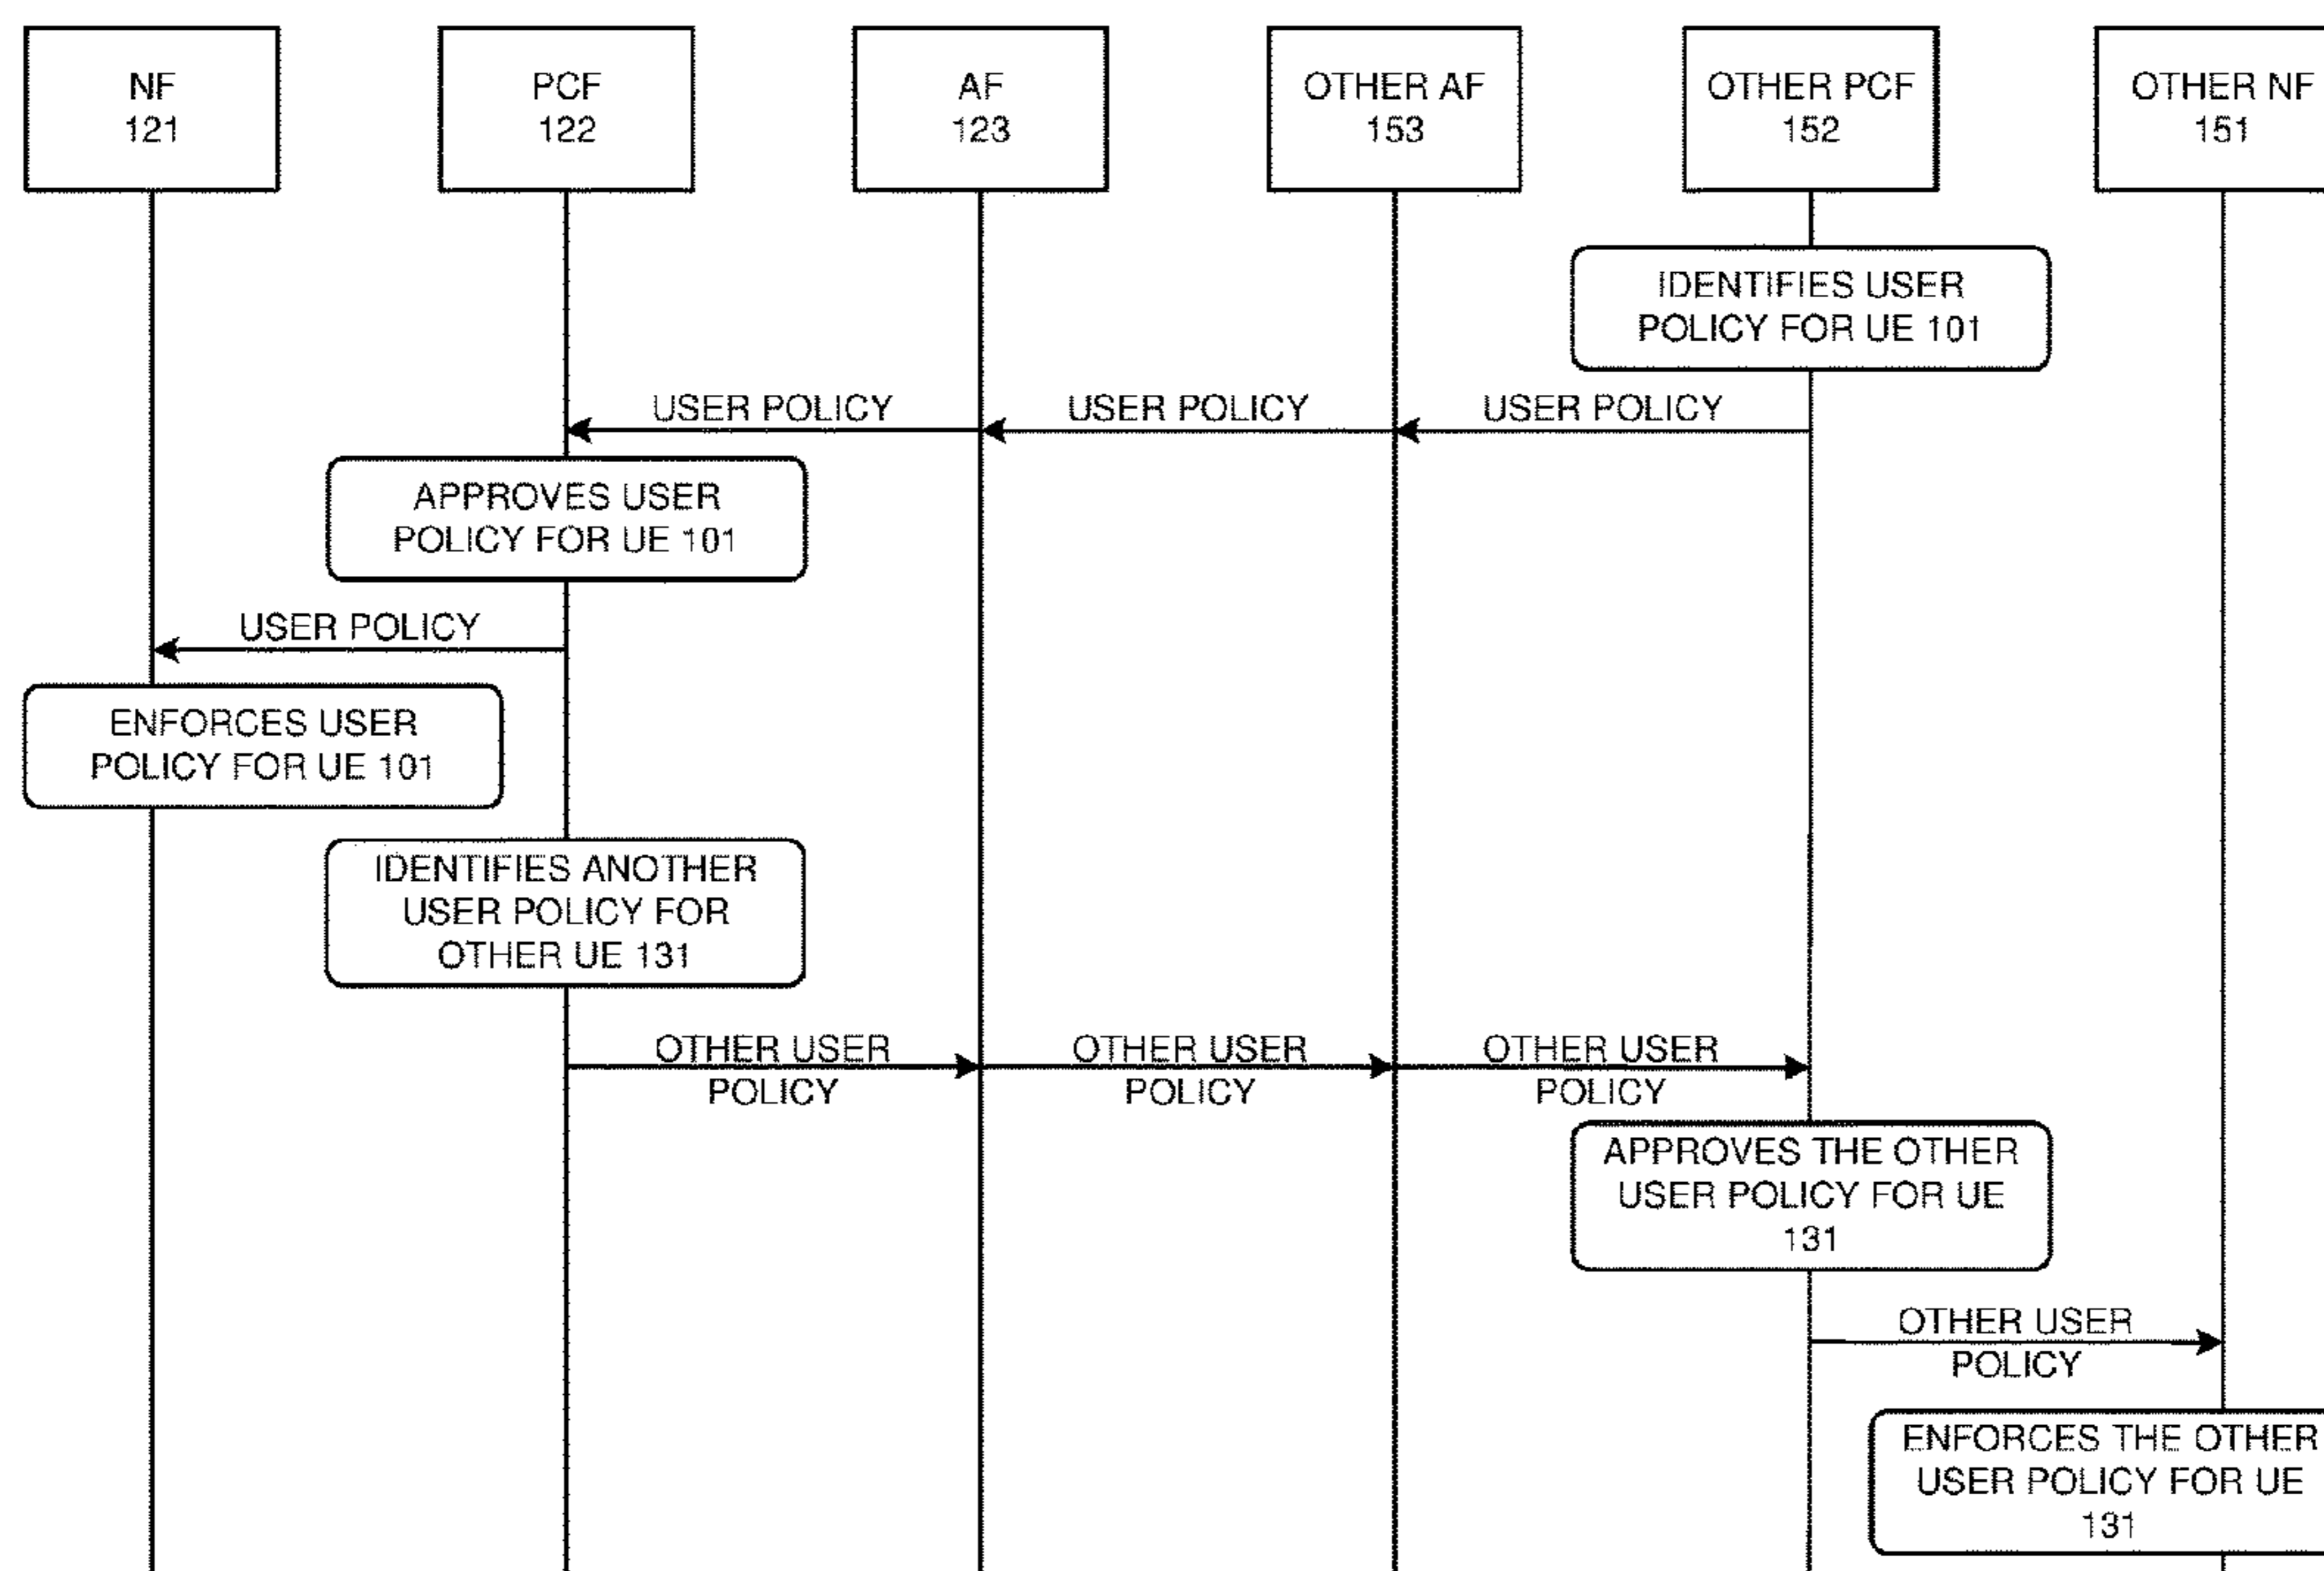 NF
121
PCF
122
AF
123
OTHER AF
153
OTHER PCF
152
OTHER NF
151
IDENTIFIES USER
POLICY FOR UE 101
USER POLICY
USER POLICY
USER POLICY
APPROVES USER
POLICY FOR UE 101
USER POLICY
ENFORCES USER
POLICY FOR UE 101
IDENTIFIES ANOTHER
USER POLICY FOR
OTHER UE 131
OTHER USER
POLICY
OTHER USER
POLICY
OTHER USER
POLICY
APPROVES THE OTHER
USER POLICY FOR UE
131
OTHER USER
POLICY
ENFORCES THE OTHER
USER POLICY FOR UE
131